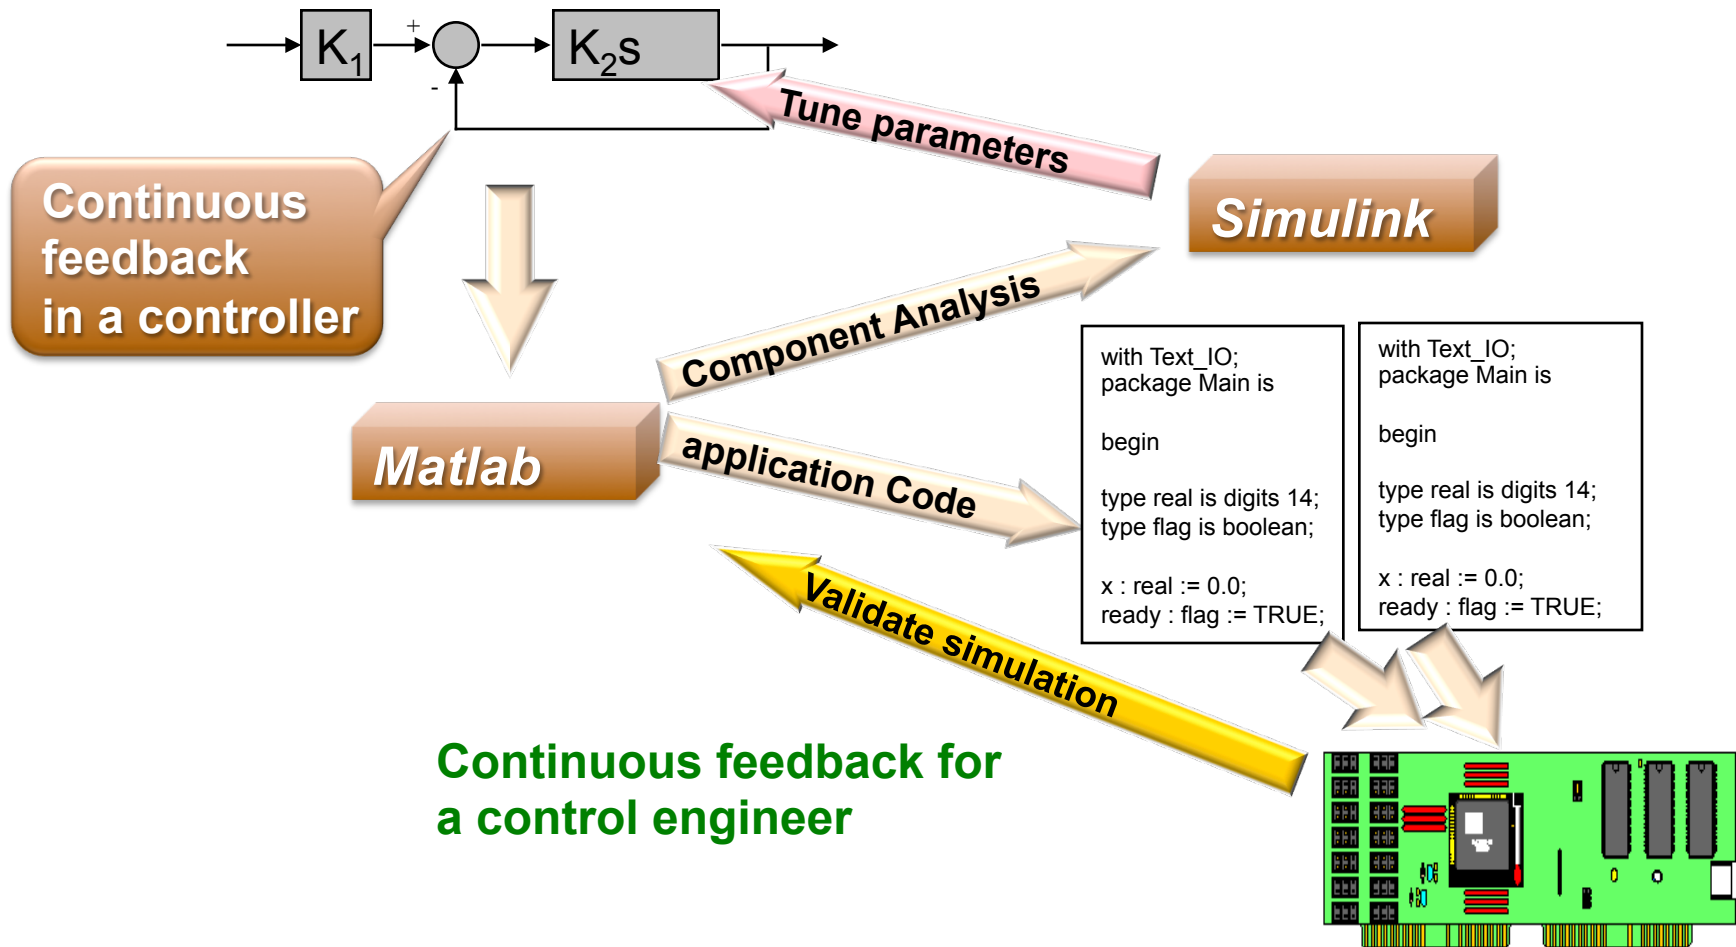 K1
+
K2s
-
Tune parameters
Continuous
feedback
in a controller
Simulink
Component Analysis
Matlab
application Code
with Text_IO;
package Main is
begin
type real is digits 14;
type flag is boolean;
x : real := 0.0;
ready : flag := TRUE;
with Text_IO;
package Main is
begin
type real is digits 14;
type flag is boolean;
x : real := 0.0;
ready : flag := TRUE;
Validate simulation
Continuous feedback for
a control engineer